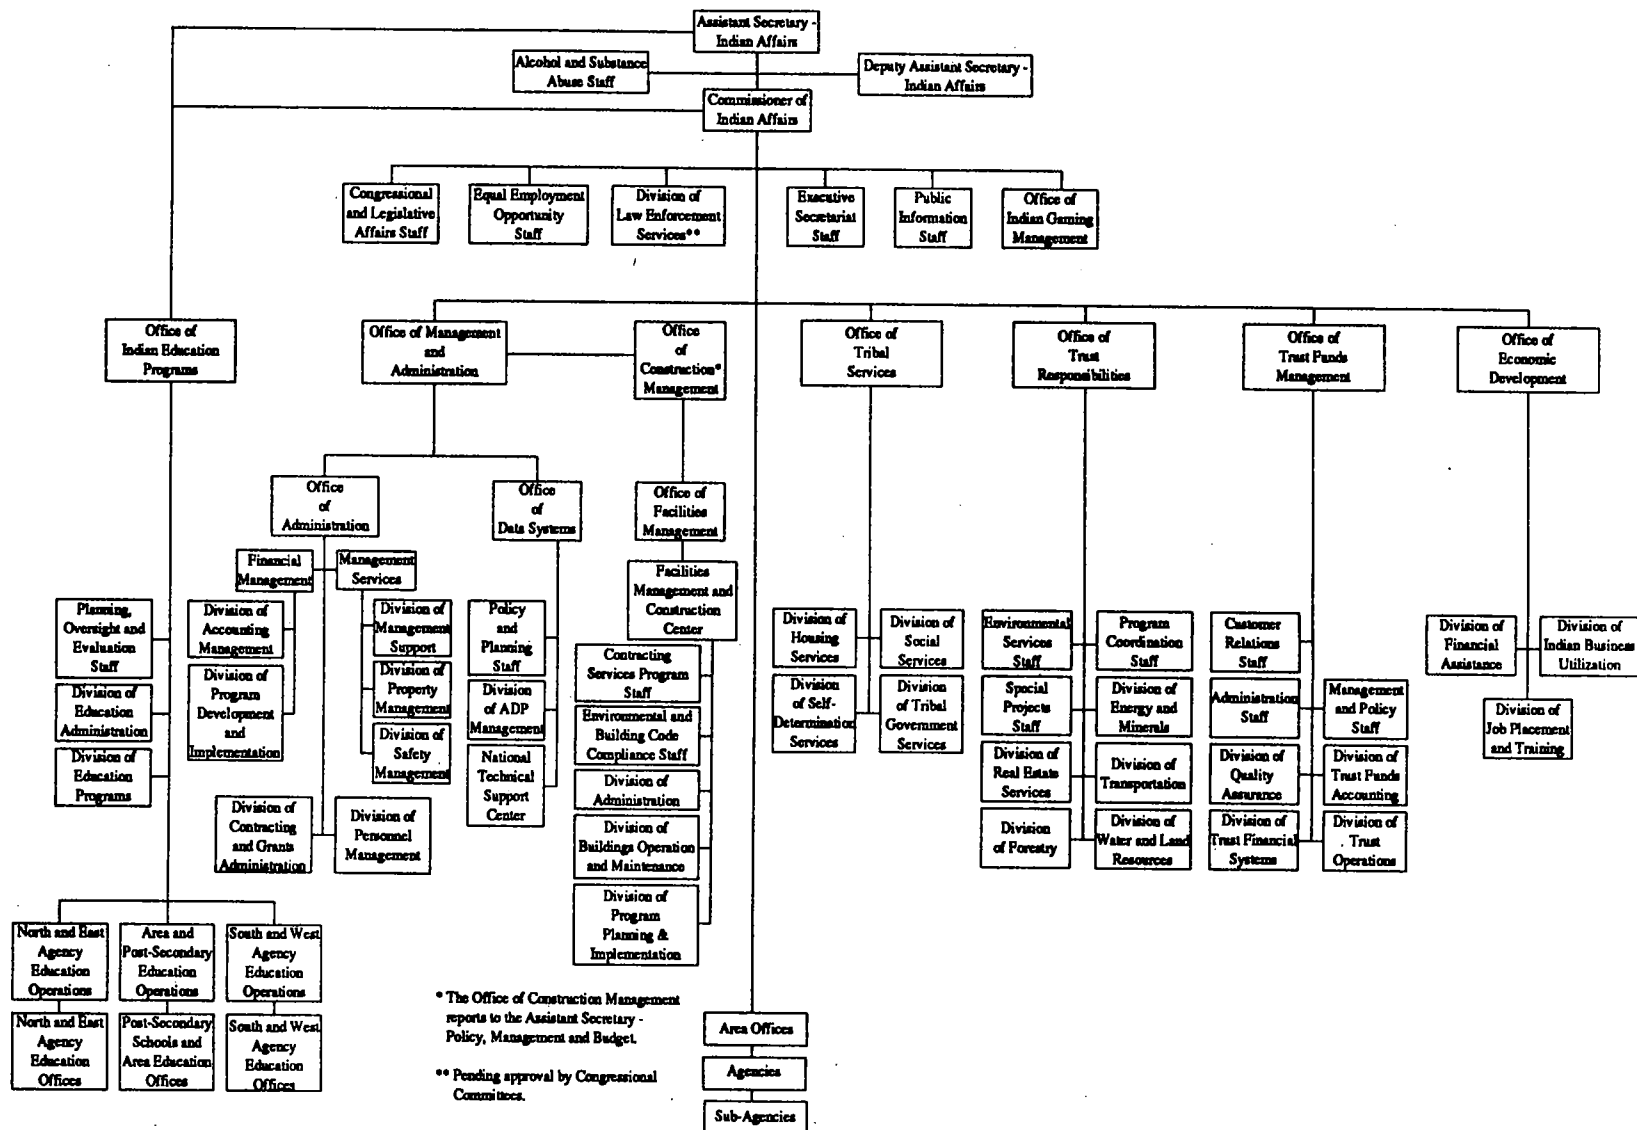 Assistant Secretary -
Indian Affairs
Alcohol and Substance
Abuse Staff
Deputy Assistant Secretary -
Indian Affairs
Commissioner of
Indian Affairs
Congressional
and Legislative
Affairs Staff
Equal Employment
Opportunity
Staff
Division of
Law Enforcement
Services**
Executive
Secretariat
Staff
Public
Information
Staff
Office of
Indian Gaming
Management
Office of
Indian Education
Programs
Office of Management
and
Administration
Office
of
Construction*
Management
Office of
Tribal
Services
Office of
Trust
Responsibilities
Office of
Trust Funds
Management
Office of
Economic
Development
Office
of
Administration
Office
of
Data Systems
Office of
Facilities
Management
Financial
Management
Management
Services
Facilities
Management and
Construction
Center
Planning,
Oversight and
Evaluation
Staff
Division of
Education
Administration
Division of
Education
Programs
Division of
Accounting
Management
Division of
Program
Development
and
Implementation
Division of
Management
Support
Division of
Property
Management
Division of
Safety
Management
Division of
Contracting
and Grants
Administration
Division of
Personnel
Management
Policy
and
Planning
Staff
Division
of ADP
Management
National
Technical
Support
Center
Contracting
Services Program
Staff
Environmental and
Building Code
Compliance Staff
Division of
Administration
Division of
Buildings Operation
and Maintenance
Division of
Program
Planning &
Implementation
Division of
Housing
Services
Division of
Social
Services
Division
of Self-
Determination
Services
Division
of Tribal
Government
Services
Environmental
Services
Staff
Program
Coordination
Staff
Special
Projects
Staff
Division of
Energy and
Minerals
Division of
Real Estate
Services
Division of
Transportation
Division
of Forestry
Division of
Water and Land
Resources
Customer
Relations
Staff
Administration
Staff
Management
and Policy
Staff
Division of
Quality
Assurance
Division of
Trust Funds
Accounting
Division of
Trust Financial
Systems
Division of
Trust
Operations
Division of
Financial
Assistance
Division of
Indian Business
Utilization
Division of
Job Placement
and Training
North and East
Agency
Education
Operations
Area and
Post-Secondary
Education
Operations
South and West
Agency
Education
Operations
North and East
Agency
Education
Offices
Post-Secondary
Schools and
Area Education
Offices
South and West
Agency
Education
Offices
* The Office of Construction Management
reports to the Assistant Secretary -
Policy, Management and Budget.
** Pending approval by Congressional
Committees.
Area Offices
Agencies
Sub-Agencies